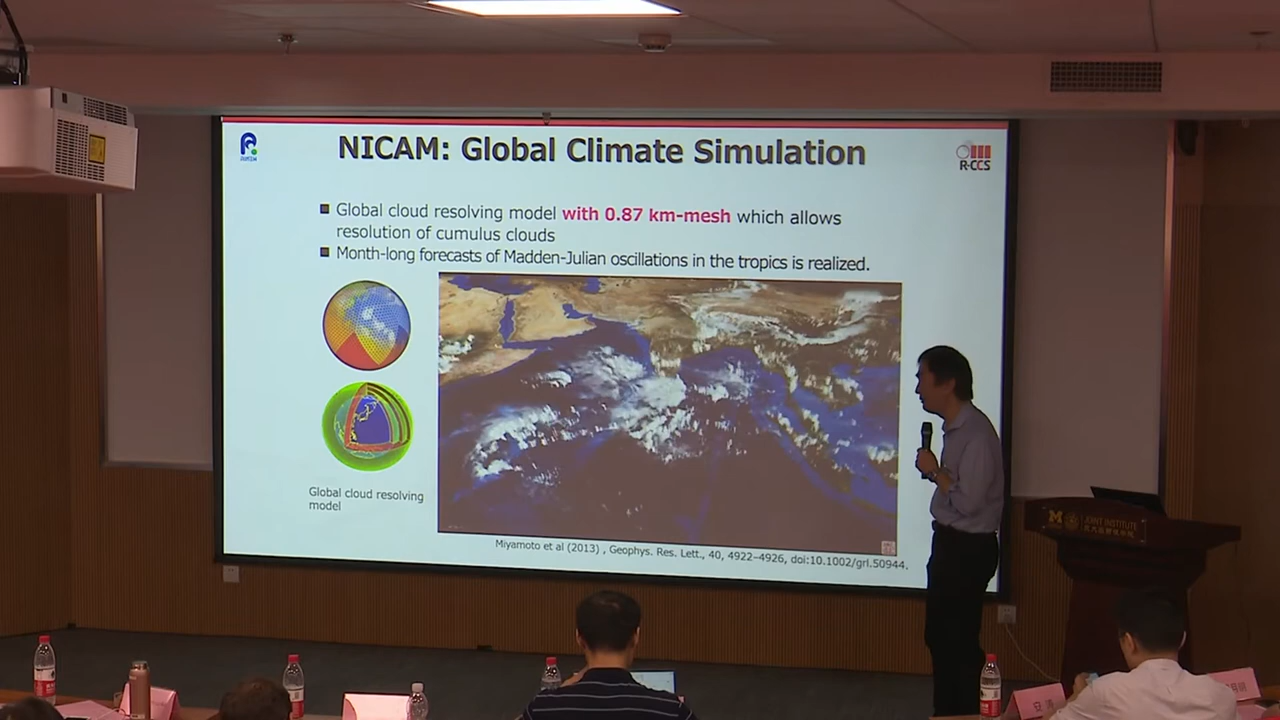 NICAM: Global Climate Simulation
R-CCS
Global cloud resolving model with 0.87 km-mesh which allows
resolution of cumulus clouds
Month-long forecasts of Madden-Julian oscillations in the tropics is realized.
Global cloud resolving
model
Miyamoto et al (2013) , Geophys. Res. Lett., 40, 4922–4926, doi:10.1002/grl.50944.
M JOINT INSTITUTE